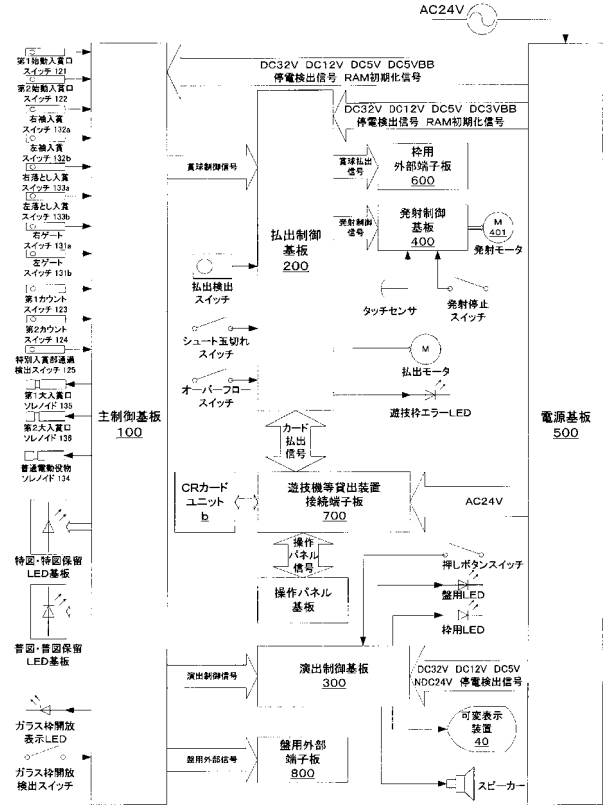 AC24V
第1始動入賞口
スイッチ 121
第2始動入賞口
スイッチ 122
右袖入賞
スイッチ 132a
左袖入賞
スイッチ 132b
右落とし入賞
スイッチ 133a
左落とし入賞
スイッチ 133b
右ゲート
スイッチ 131a
左ゲート
スイッチ 131b
第1カウント
スイッチ 123
第2カウント
スイッチ 124
特別入賞部通過
検出スイッチ 125
第1大入賞口
ソレノイド 135
第2大入賞口
ソレノイド 136
普通電動役物
ソレノイド 134
特図・特図保留
LED基板
普図・普図保留
LED基板
ガラス枠開放
表示LED
ガラス枠開放
検出スイッチ
主制御基板
100
DC32V DC12V DC5V DC5VBB
停電検出信号 RAM初期化信号
DC32V DC12V DC5V DC3VBB
停電検出信号 RAM初期化信号
賞球制御信号
払出制御
基板
200
賞球払出
信号
枠用
外部端子板
600
発射制御
信号
発射制御
基板
400
M
401
発射モータ
払出検出
スイッチ
タッチセンサ
発射停止
スイッチ
シュート玉切れ
スイッチ
M
払出モータ
オーバーフロー
スイッチ
遊技枠エラーLED
カード
払出
信号
電源基板
500
CRカード
ユニット
b
遊技機等貸出装置
接続端子板
700
AC24V
操作
パネル
信号
操作パネル
基板
押しボタンスイッチ
盤用LED
枠用LED
演出制御信号
演出制御基板
300
DC32V DC12V DC5V
NDC24V 停電検出信号
可変表示
装置
40
盤用外部信号
盤用外部
端子板
800
スピーカー